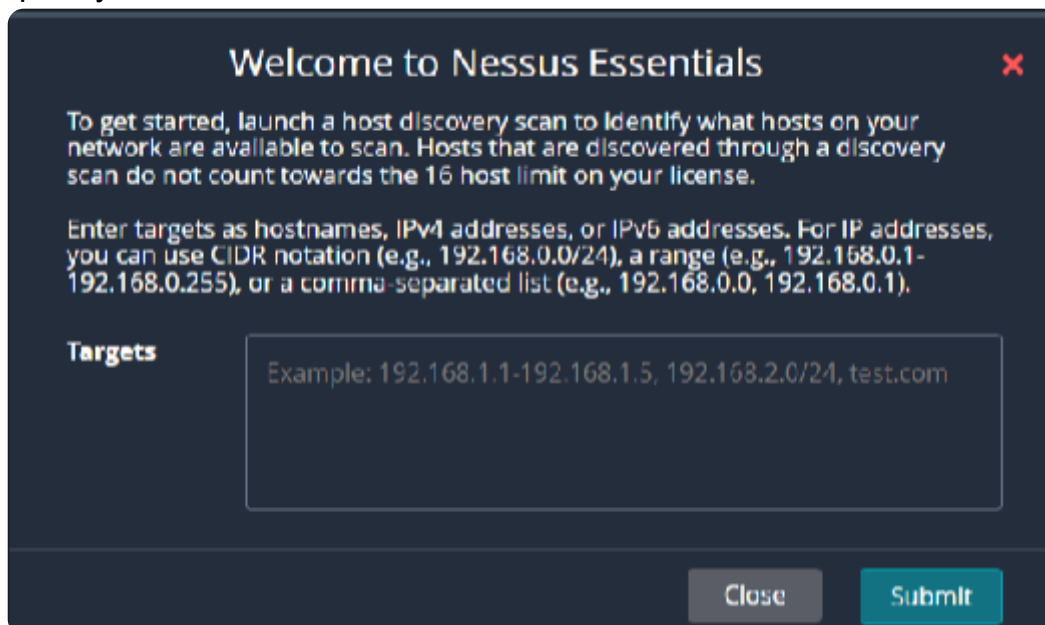 Welcome to Nessus Essentials
To get started, launch a host discovery scan to identify what hosts on your
network are available to scan. Hosts that are discovered through a discovery
scan do not count towards the 16 host limit on your license.
Enter targets as hostnames, IPv4 addresses, or IPv6 addresses. For IP addresses,
you can use CIDR notation (e.g., 192.168.0.0/24), a range (e.g., 192.168.0.1-
192.168.0.255), or a comma-separated list (e.g., 192.168.0.0, 192.168.0.1).
Targets
Example: 192.168.1.1-192.168.1.5, 192.168.2.0/24, test.com
Close
Submit